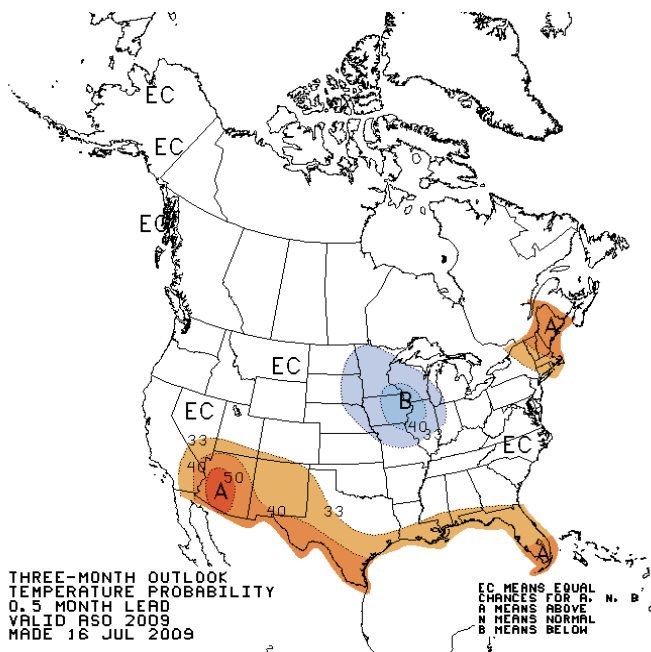 EC
EC
EC
A
EC
B
EC
40
33
33
EC
40
50
A
40
33
A
THREE-MONTH OUTLOOK
TEMPERATURE PROBABILITY
0.5 MONTH LEAD
VALID ASO 2009
MADE 16 JUL 2009
EC MEANS EQUAL
CHANCES FOR A, N, B
A MEANS ABOVE
N MEANS NORMAL
B MEANS BELOW